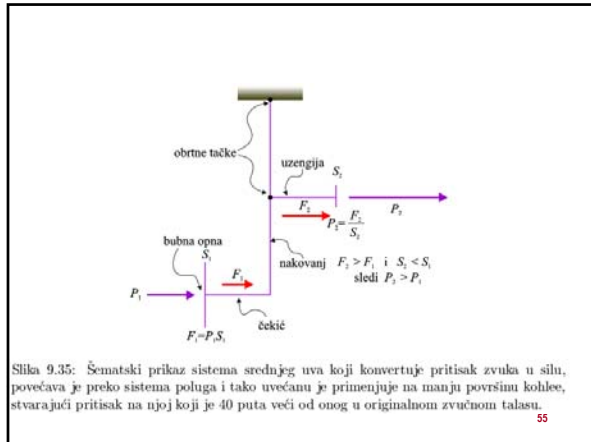 obrtne tačke
uzengija
S₂
F₂
P₂=F₂/S₂
P₂
bubna opna
S₁
F₁
nakovanj
F₂ > F₁ i S₂ < S₁
sledi P₂ > P₁
P₁
čekić
F₁=P₁S₁
Slika 9.35: Šematski prikaz sistema srednjeg uva koji konvertuje pritisak zvuka u silu,
povećava je preko sistema poluga i tako uvećanu je primenjuje na manju površinu kohlee,
stvarajući pritisak na njoj koji je 40 puta veći od onog u originalnom zvučnom talasu.
55